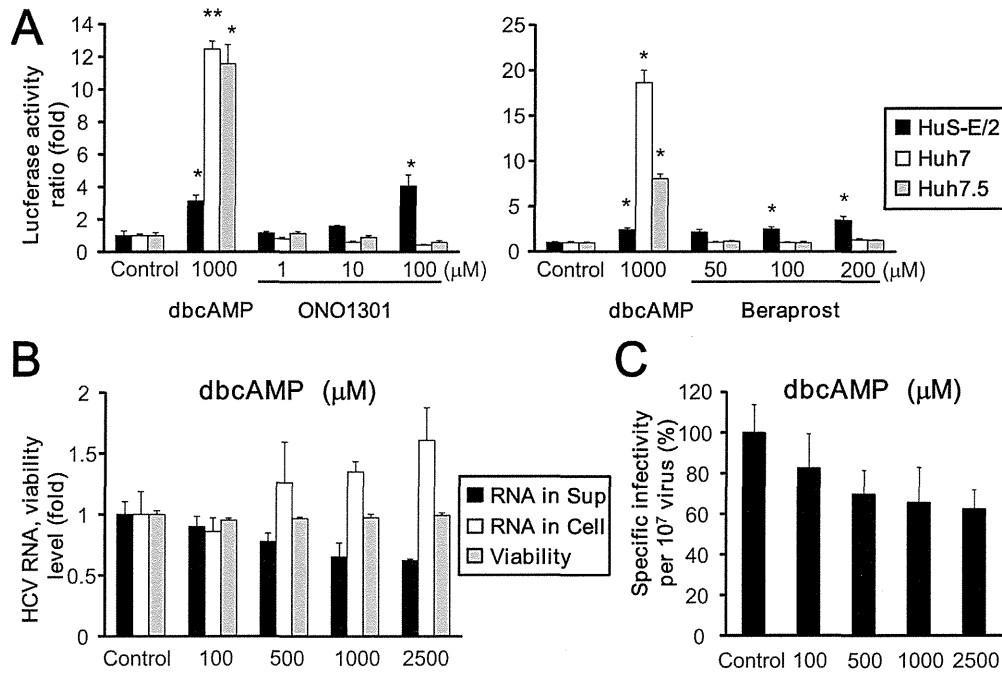 A
Luciferase activity
ratio (fold)
14
12
10
8
6
4
2
0
*
**
*
*
Control
1000
1
10
100
(μM)
dbcAMP
ONO1301
25
20
15
10
5
0
*
*
*
*
*
Control
1000
50
100
200
(μM)
dbcAMP
Beraprost
HuS-E/2
Huh7
Huh7.5
B
dbcAMP (μM)
HCV RNA, viability
level (fold)
2
1.5
1
0.5
0
Control
100
500
1000
2500
RNA in Sup
RNA in Cell
Viability
C
dbcAMP (μM)
Specific infectivity
per 10⁷ virus (%)
120
100
80
60
40
20
0
Control
100
500
1000
2500